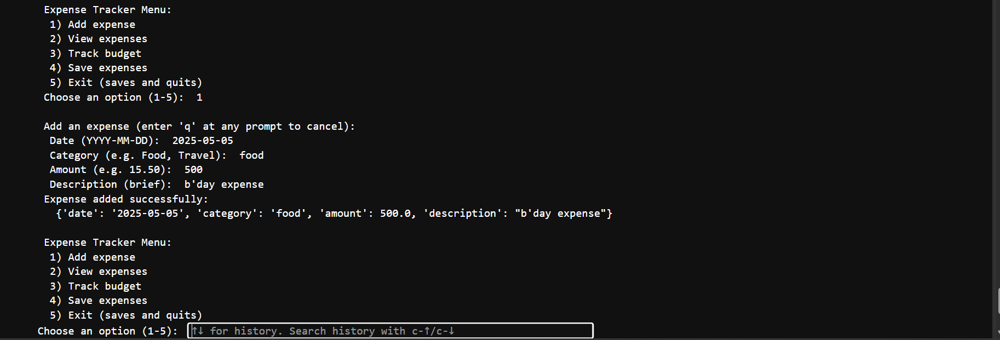 Expense Tracker Menu:
1) Add expense
2) View expenses
3) Track budget
4) Save expenses
5) Exit (saves and quits)
Choose an option (1-5):  1
Add an expense (enter 'q' at any prompt to cancel):
Date (YYYY-MM-DD):  2025-05-05
Category (e.g. Food, Travel):  food
Amount (e.g. 15.50):  500
Description (brief):  b'day expense
Expense added successfully:
{'date': '2025-05-05', 'category': 'food', 'amount': 500.0, 'description': "b'day expense"}
Expense Tracker Menu:
1) Add expense
2) View expenses
3) Track budget
4) Save expenses
5) Exit (saves and quits)
Choose an option (1-5): ↑↓ for history. Search history with c-↑/c-↓